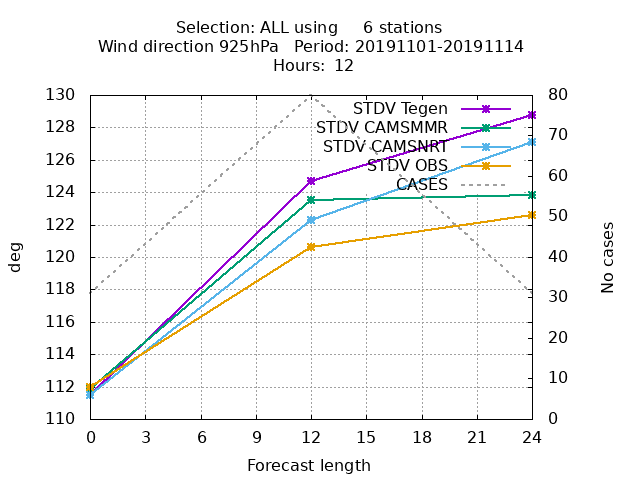 Selection: ALL using     6 stations
Wind direction 925hPa   Period: 20191101-20191114
Hours: 12
STDV Tegen
STDV CAMSMMR
STDV CAMSNRT
STDV OBS
CASES
130
128
126
124
122
120
118
116
114
112
110
80
70
60
50
40
30
20
10
0
deg
No cases
0 3 6 9 12 15 18 21 24
Forecast length